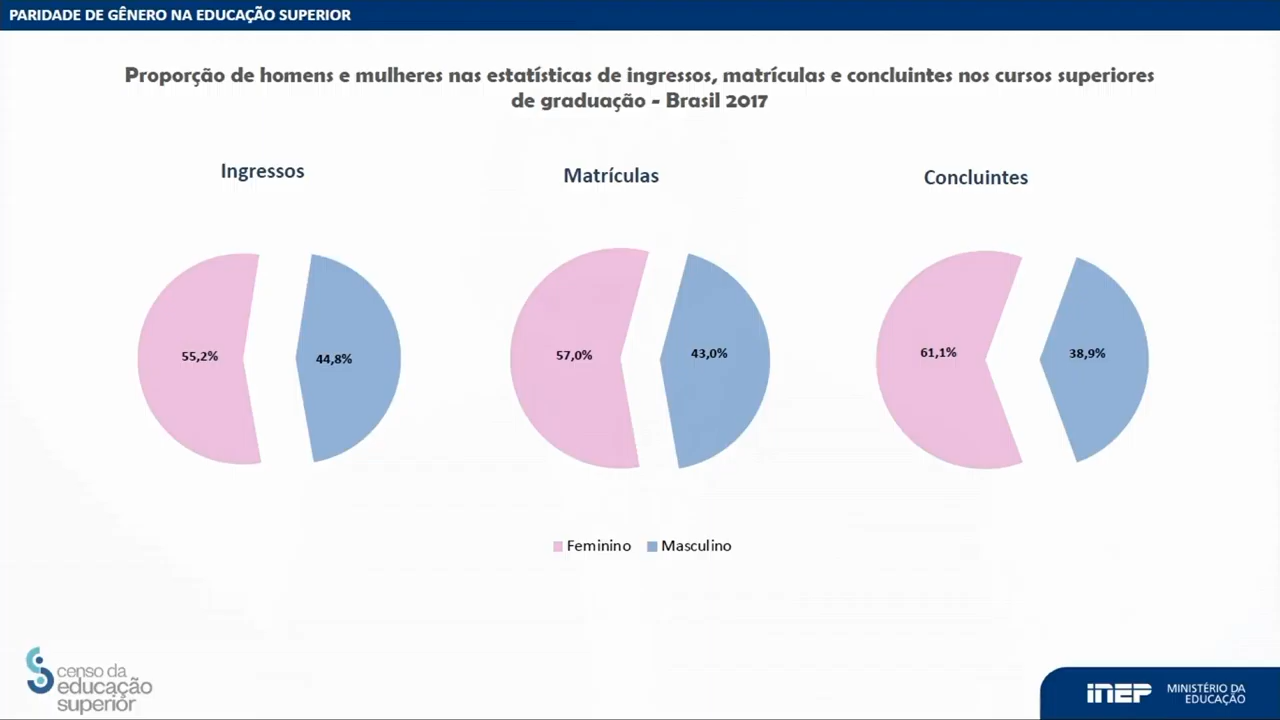 PARIDADE DE GÊNERO NA EDUCAÇÃO SUPERIOR
Proporção de homens e mulheres nas estatísticas de ingressos, matrículas e concluintes nos cursos superiores
de graduação - Brasil 2017
Ingressos
Matrículas
Concluintes
55,2%
44,8%
57,0%
43,0%
61,1%
38,9%
Feminino
Masculino
censo da
educação
superior
INEP
MINISTÉRIO DA
EDUCAÇÃO